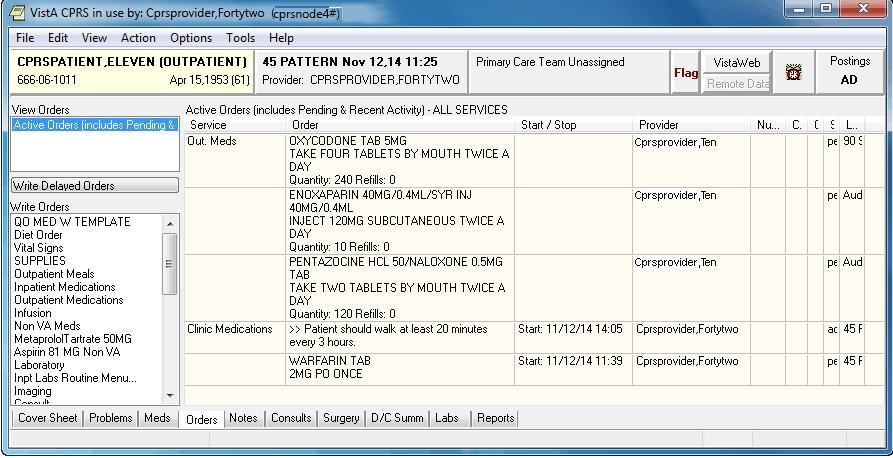 VistA CPRS in use by: Cprsprovider,Fortytwo (cprsnode4#)
File Edit View Action Options Tools Help
CPRSPATIENT,ELEVEN (OUTPATIENT) 45 PATTERN Nov 12,14 11:25 Primary Care Team Unassigned Flag VistaWeb Postings
666-06-1011 Apr 15,1953 (61) Provider: CPRSPROVIDER,FORTYTWO Remote Data AD
View Orders
Active Orders (includes Pending &
Write Delayed Orders
Write Orders
QO MED W TEMPLATE
Diet Order
Vital Signs
SUPPLIES
Outpatient Meals
Inpatient Medications
Outpatient Medications
Infusion
Non VA Meds
MetaprololTartrate 50MG
Aspirin 81 MG Non VA
Laboratory
Inpt Labs Routine Menu...
Imaging
Consult
Active Orders (includes Pending & Recent Activity) - ALL SERVICES
Service Order Start / Stop Provider Nu... C. C S L..
Out. Meds OXYCODONE TAB 5MG Cprsprovider,Ten pe 90 S
TAKE FOUR TABLETS BY MOUTH TWICE A
DAY
Quantity: 240 Refills: 0
ENOXAPARIN 40MG/0.4ML/SYR INJ Cprsprovider,Ten pe Aud
40MG/0.4ML
INJECT 120MG SUBCUTANEOUS TWICE A
DAY
Quantity: 10 Refills: 0
PENTAZOCINE HCL 50/NALOXONE 0.5MG Cprsprovider,Ten pe Aud
TAB
TAKE TWO TABLETS BY MOUTH TWICE A
DAY
Quantity: 120 Refills: 0
Clinic Medications >> Patient should walk at least 20 minutes Start: 11/12/14 14:05 Cprsprovider,Fortytwo ac 45 F
every 3 hours.
WARFARIN TAB Start: 11/12/14 11:39 Cprsprovider,Fortytwo pe 45 F
2MG PO ONCE
Cover Sheet Problems Meds Orders Notes Consults Surgery D/C Summ Labs Reports